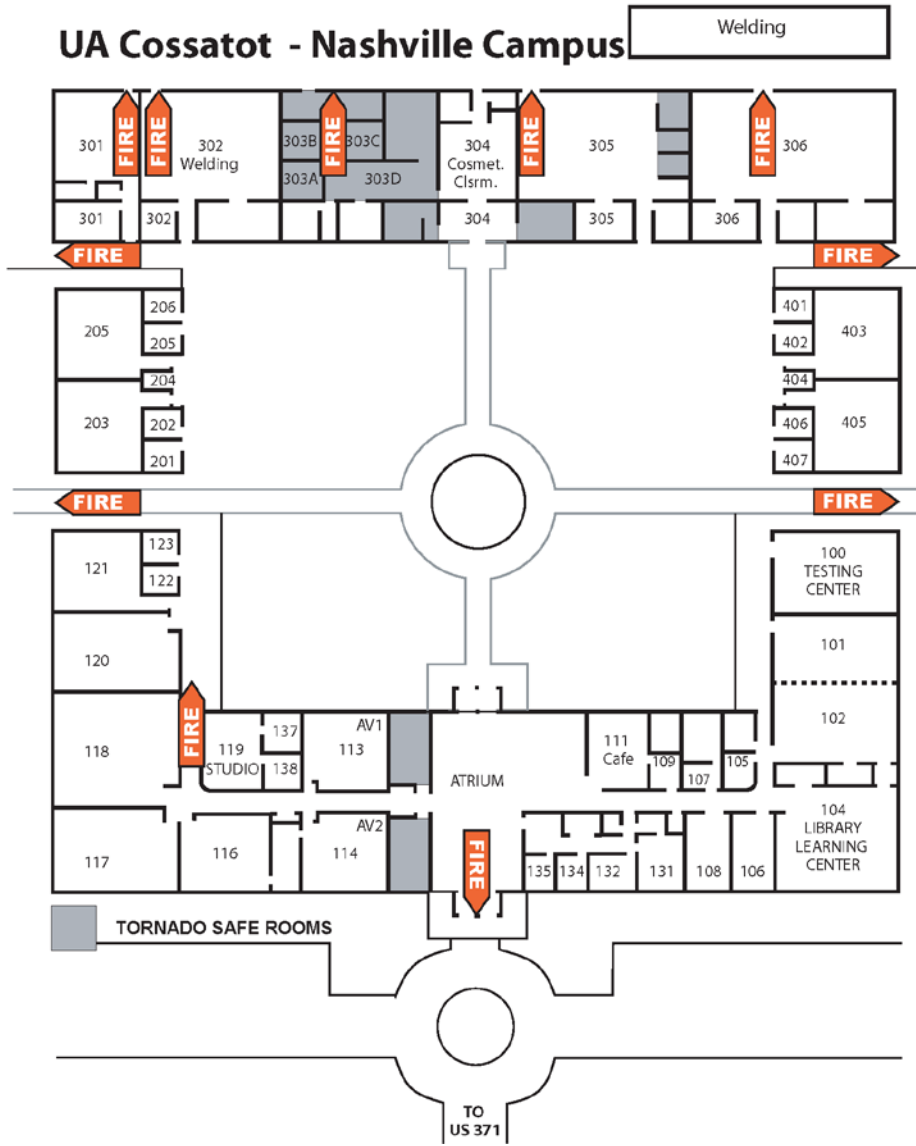 UA Cossatot - Nashville Campus
Welding
301
FIRE
FIRE
302
Welding
303B
FIRE
303C
303A
303D
304
Cosmet.
Clsrm.
FIRE
305
FIRE
306
301
302
304
305
306
FIRE
FIRE
205
206
205
204
203
202
201
401
403
402
404
406
405
407
FIRE
FIRE
121
123
122
100
TESTING
CENTER
120
101
118
FIRE
119
STUDIO
137
138
AV1
113
ATRIUM
111
Cafe
109
107
105
102
117
116
AV2
114
FIRE
135
134
132
131
108
106
104
LIBRARY
LEARNING
CENTER
TORNADO SAFE ROOMS
TO
US 371